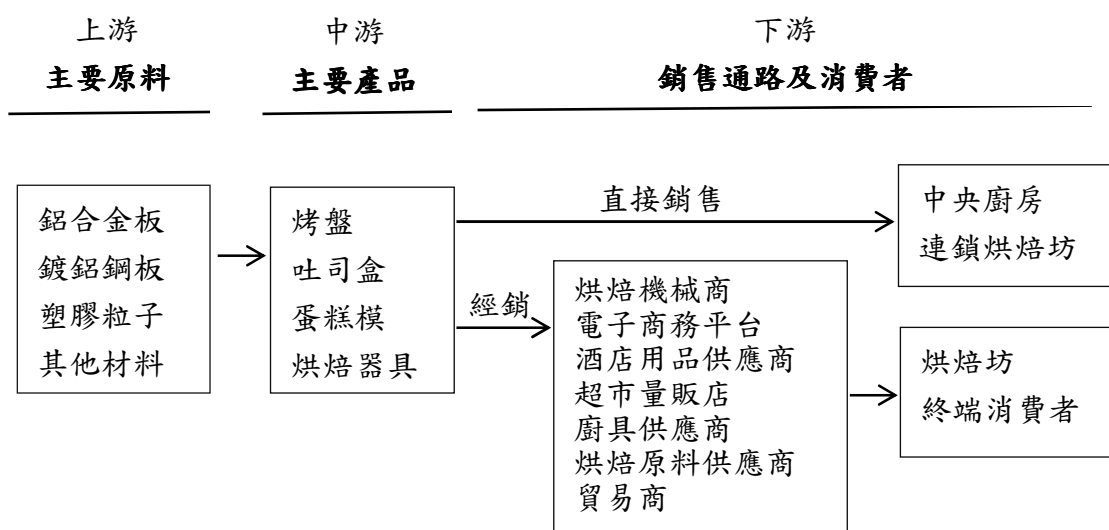 上游
主要原料
中游
主要產品
下游
銷售通路及消費者
鋁合金板
鍍鋁鋼板
塑膠粒子
其他材料
烤盤
吐司盒
蛋糕模
烘焙器具
直接銷售
中央廚房
連鎖烘焙坊
經銷
烘焙機械商
電子商務平台
酒店用品供應商
超市量販店
廚具供應商
烘焙原料供應商
貿易商
烘焙坊
終端消費者